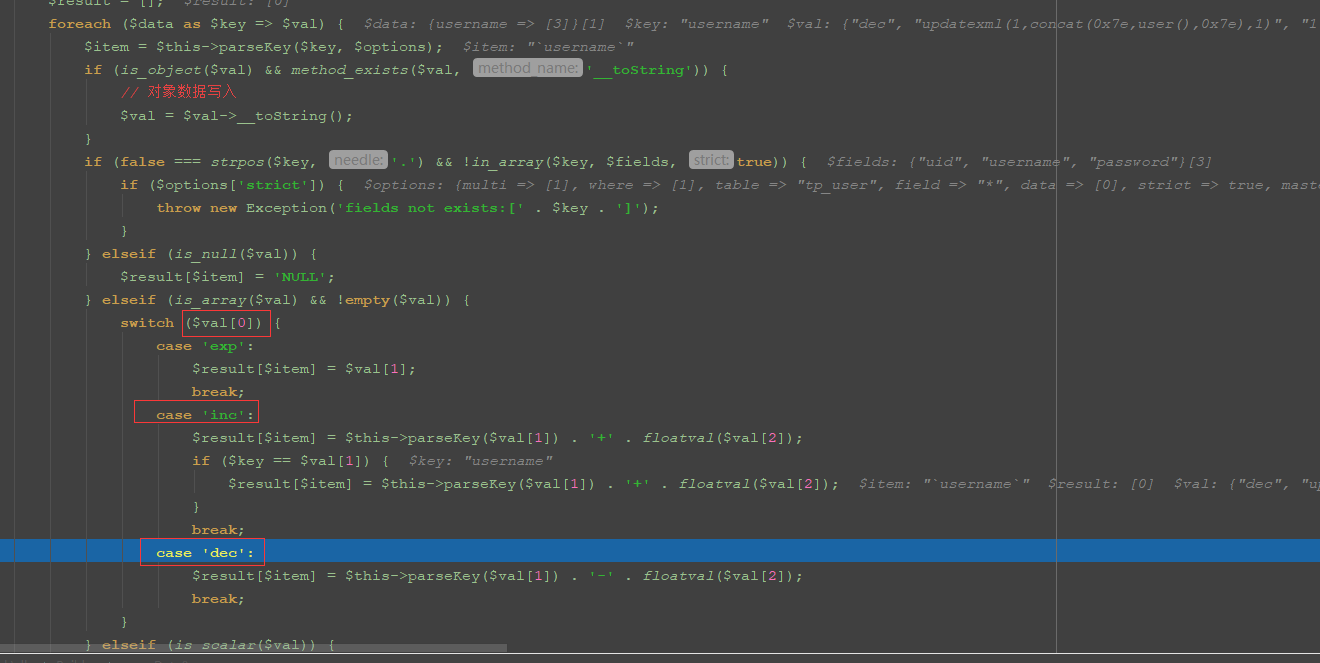 $result = []; $result: [0]
foreach ($data as $key => $val) { $data: {username => [3]}[1] $key: "username" $val: {"dec", "updatexml(1,concat(0x7e,user(),0x7e),1)", "1
$item = $this->parseKey($key, $options); $item: "`username`"
if (is_object($val) && method_exists($val, method_name: '__toString')) {
// 对象数据写入
$val = $val->__toString();
}
if (false === strpos($key, needle: '.') && !in_array($key, $fields, strict: true)) { $fields: {"uid", "username", "password"}[3]
if ($options['strict']) { $options: {multi => [1], where => [1], table => "tp_user", field => "*", data => [0], strict => true, mast
throw new Exception('fields not exists:[' . $key . ']');
}
} elseif (is_null($val)) {
$result[$item] = 'NULL';
} elseif (is_array($val) && !empty($val)) {
switch ($val[0]) {
case 'exp':
$result[$item] = $val[1];
break;
case 'inc':
$result[$item] = $this->parseKey($val[1]) . '+' . floatval($val[2]);
if ($key == $val[1]) { $key: "username"
$result[$item] = $this->parseKey($val[1]) . '+' . floatval($val[2]); $item: "`username`" $result: [0] $val: {"dec", "up
}
break;
case 'dec':
$result[$item] = $this->parseKey($val[1]) . '-' . floatval($val[2]);
break;
}
} elseif (is_scalar($val)) {